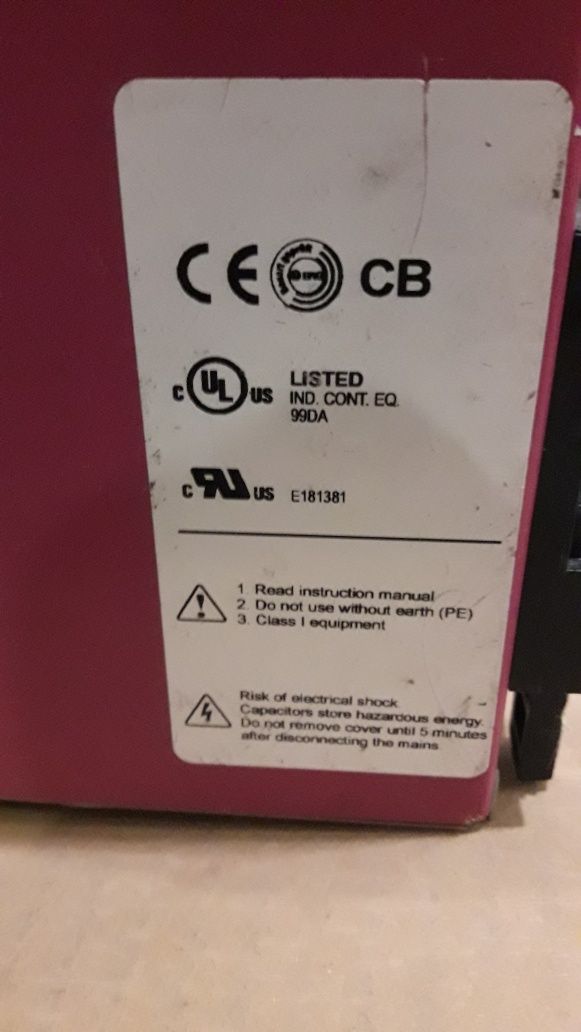 CE CB
C UL US LISTED
IND. CONT. EQ.
99DA
C RU US E181381
1. Read instruction manual
2. Do not use without earth (PE)
3. Class I equipment
Risk of electrical shock.
Capacitors store hazardous energy.
Do not remove cover until 5 minutes
after disconnecting the mains